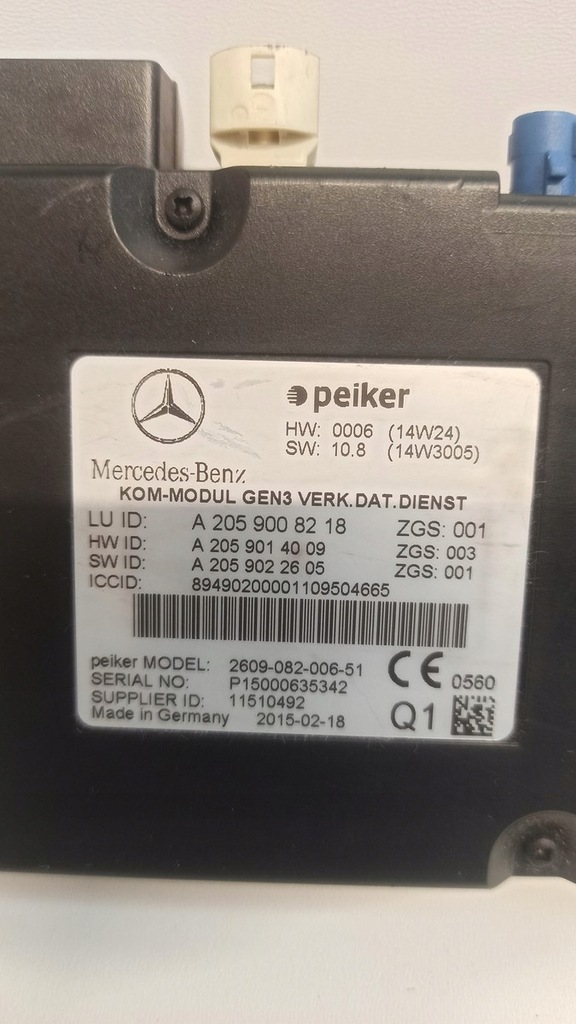 peiker
HW: 0006 (14W24)
SW: 10.8 (14W3005)
Mercedes-Benz
KOM-MODUL GEN3 VERK.DAT.DIENST
LU ID: A 205 900 82 18 ZGS: 001
HW ID: A 205 901 40 09 ZGS: 003
SW ID: A 205 902 26 05 ZGS: 001
ICCID: 89490200001109504665
peiker MODEL: 2609-082-006-51
SERIAL NO: P15000635342
SUPPLIER ID: 11510492
Made in Germany 2015-02-18
CE 0560
Q1